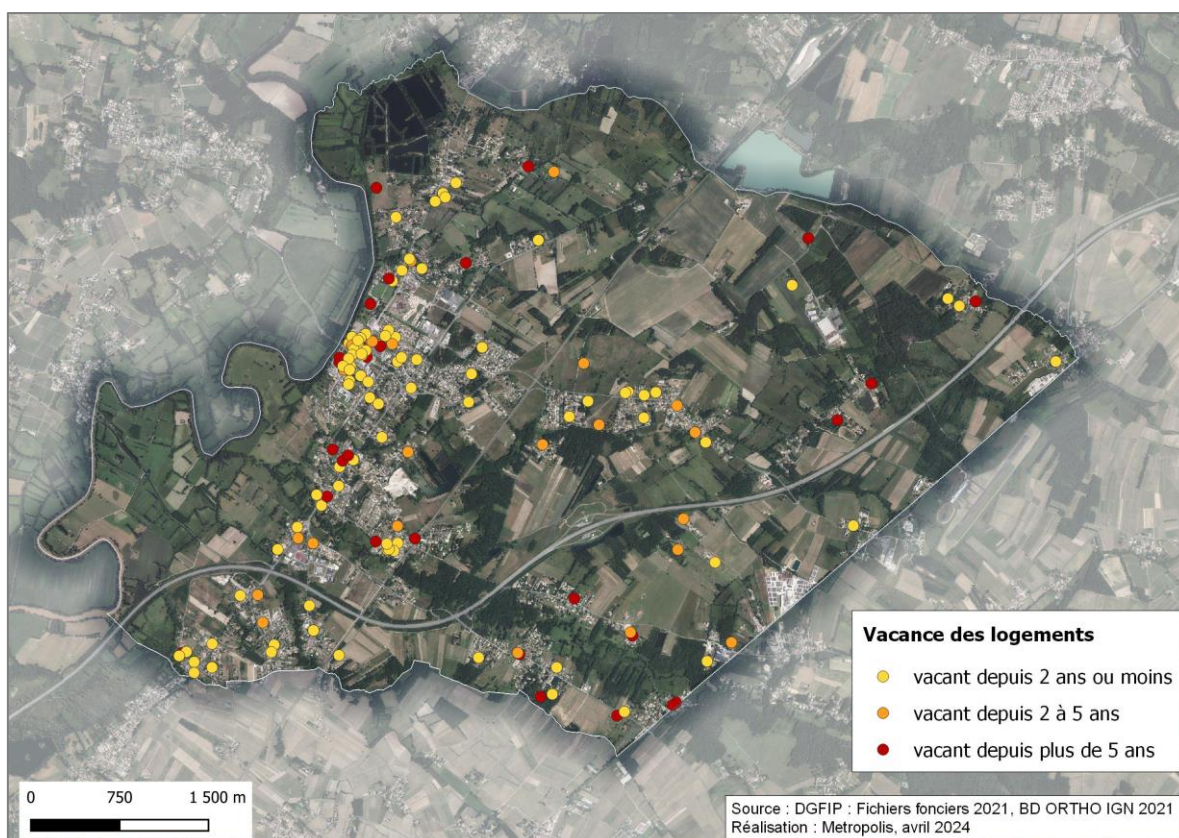 Vacance des logements
vacant depuis 2 ans ou moins
vacant depuis 2 à 5 ans
vacant depuis plus de 5 ans
0 750 1 500 m
Source : DGFIP : Fichiers fonciers 2021, BD ORTHO IGN 2021
Réalisation : Metropolis, avril 2024